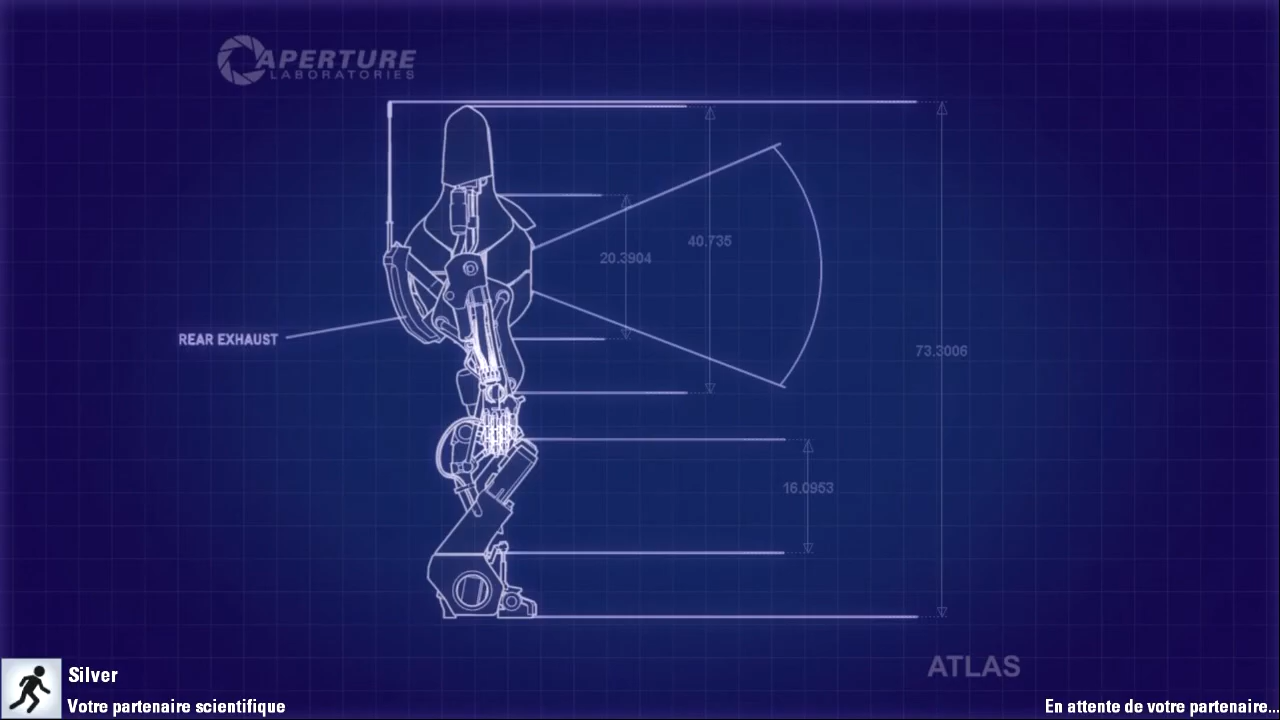 APERTURE
LABORATORIES
40.735
20.3904
REAR EXHAUST
73.3006
16.0953
ATLAS
Silver
Votre partenaire scientifique
En attente de votre partenaire...